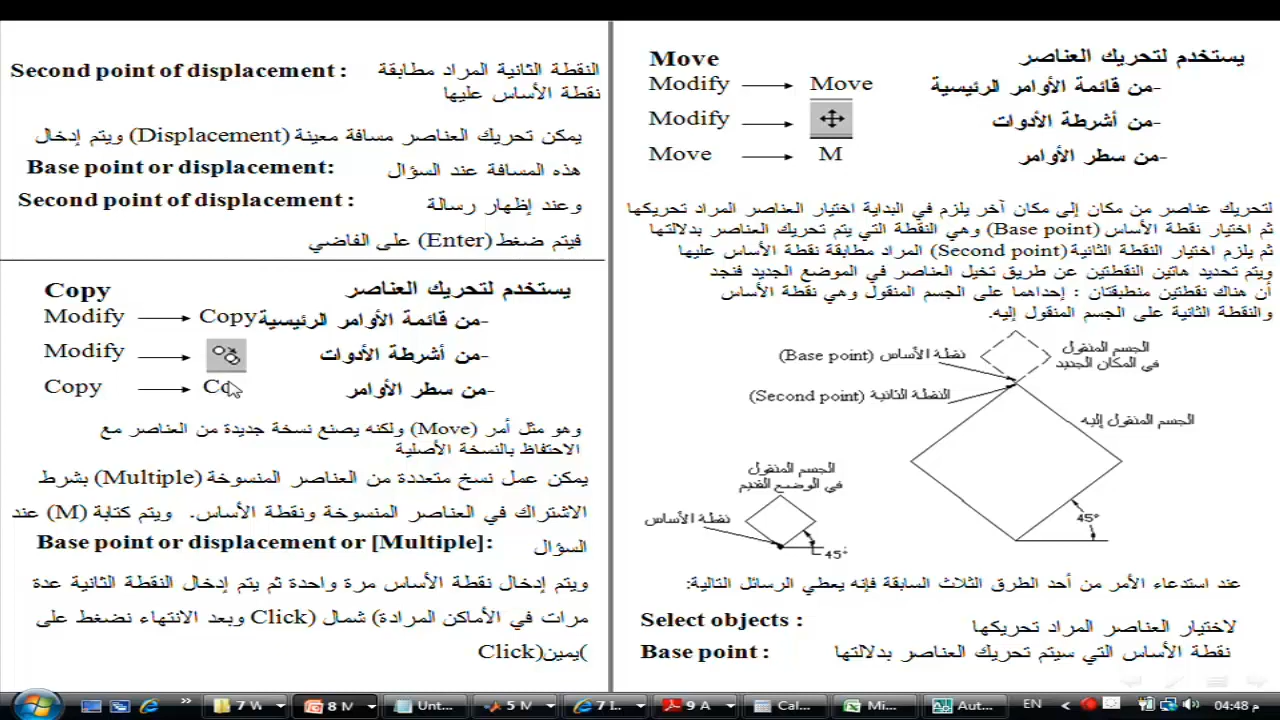 Move يستخدم لتحريك العناصر
Modify Move -من قائمة الأوامر الرئيسية
Modify -من أشرطة الأدوات
Move M -من سطر الأوامر
لتحريك عناصر من مكان إلى مكان آخر يلزم في البداية اختيار العناصر المراد تحريكها
ثم اختيار نقطة الأساس (Base point) وهي النقطة التي يتم تحريك العناصر بدلالتها
ثم يلزم اختيار النقطة الثانية (Second point) المراد مطابقة نقطة الأساس عليها
ويتم تحديد هاتين النقطتين عن طريق تخيل العناصر في الموضع الجديد فنجد
أن هناك نقطتين منطبقتان : إحداهما على الجسم المنقول وهي نقطة الأساس
والنقطة الثانية على الجسم المنقول إليه.
الجسم المنقول
في المكان الجديد
نقطة الأساس (Base point)
النقطة الثانية (Second point)
الجسم المنقول إليه
الجسم المنقول
في الوضع القديم
نقطة الأساس
45°
45°
عند استدعاء الأمر من أحد الطرق الثلاث السابقة فإنه يعطي الرسائل التالية:
Select objects : لاختيار العناصر المراد تحريكها
Base point : نقطة الأساس التي سيتم تحريك العناصر بدلالتها
Second point of displacement : النقطة الثانية المراد مطابقة
نقطة الأساس عليها
يمكن تحريك العناصر مسافة معينة (Displacement) ويتم إدخال
هذه المسافة عند السؤال Base point or displacement:
وعند إظهار رسالة Second point of displacement :
فيتم ضغط (Enter) على الفاضي
Copy يستخدم لتحريك العناصر
Modify Copy -من قائمة الأوامر الرئيسية
Modify -من أشرطة الأدوات
Copy -من سطر الأوامر
وهو مثل أمر (Move) ولكنه يصنع نسخة جديدة من العناصر مع
الاحتفاظ بالنسخة الأصلية
يمكن عمل نسخ متعددة من العناصر المنسوخة (Multiple) بشرط
الاشتراك في العناصر المنسوخة ونقطة الأساس. ويتم كتابة (M) عند
السؤال Base point or displacement or [Multiple]:
ويتم إدخال نقطة الأساس مرة واحدة ثم يتم إدخال النقطة الثانية عدة
مرات في الأماكن المرادة) شمال (Click وبعد الانتهاء نضغط على
)يمين(Click
7 W 8 M Unt... 5 M 7 I... 9 A Cal... Mi... Aut... EN 04:48 م